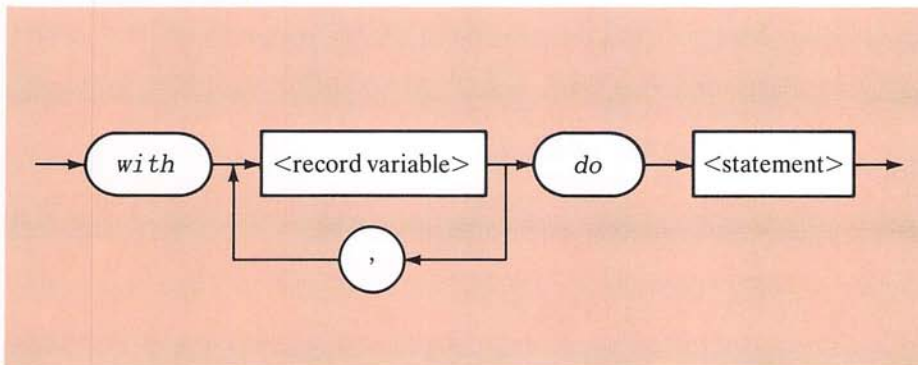 with <record variable> do <statement>
,